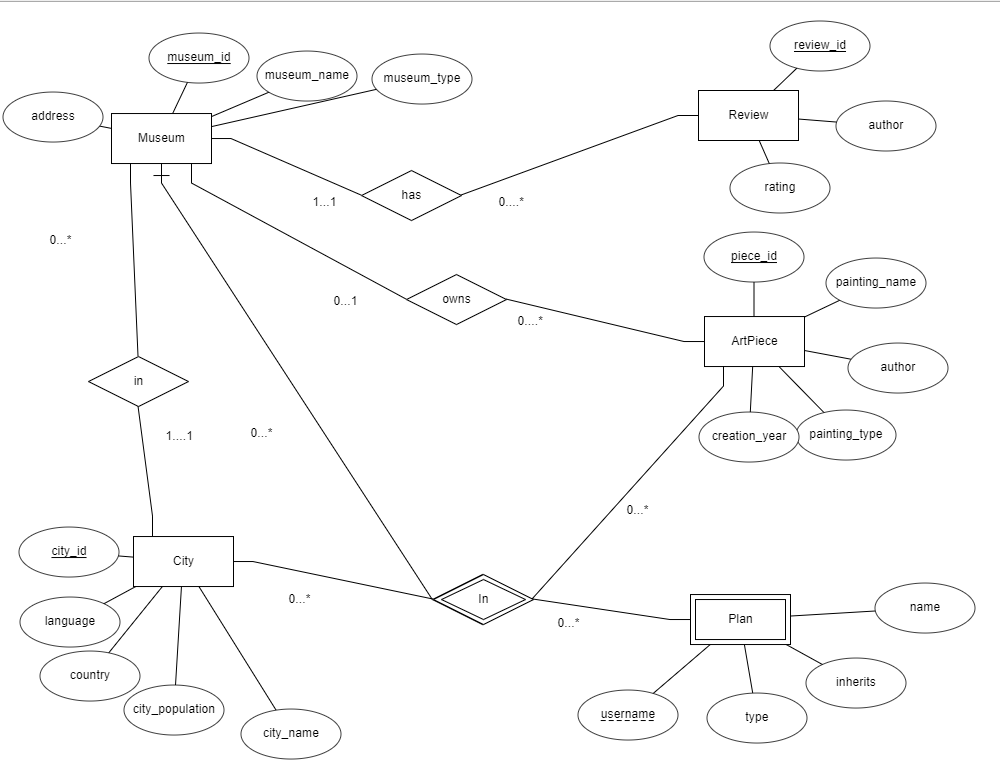 review_id
museum_id
museum_name
museum_type
address
Museum
Review
author
rating
has
1...1
0....*
0...*
piece_id
painting_name
owns
0...1
0....*
ArtPiece
author
in
1....1
0...*
creation_year
painting_type
0...*
city_id
City
language
country
city_population
city_name
0...*
In
0...*
Plan
name
inherits
username
type